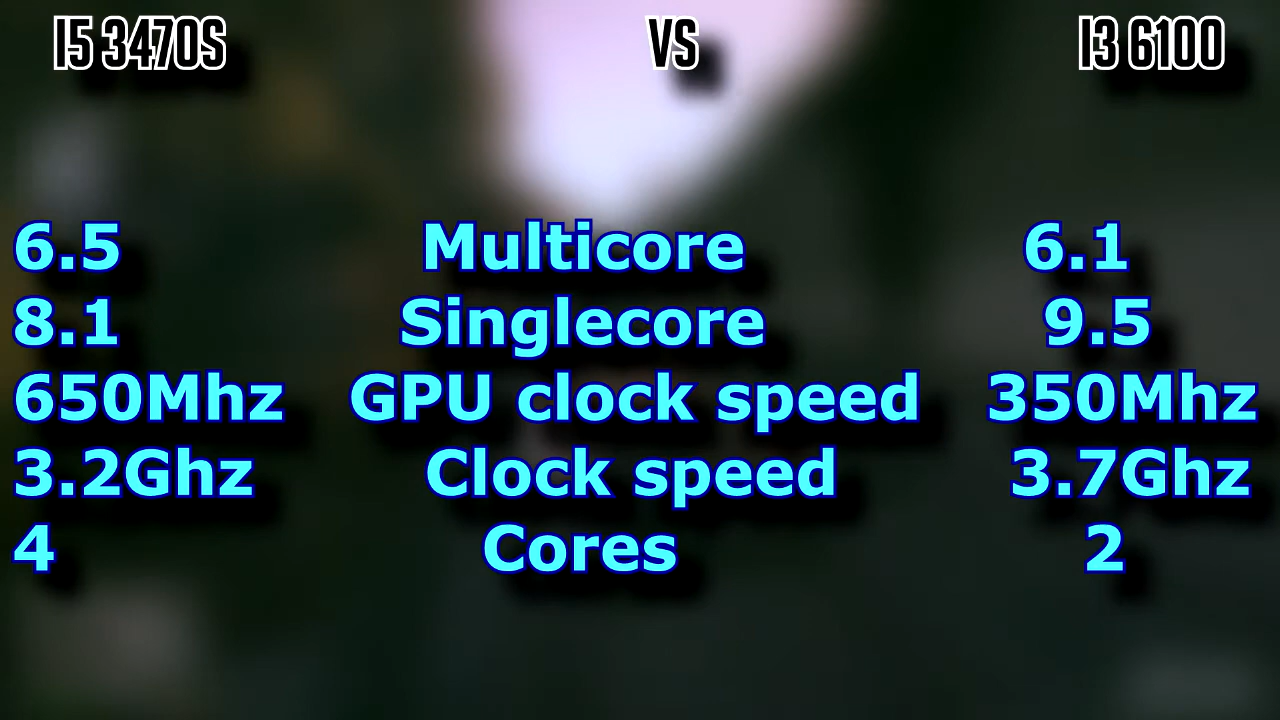 I5 3470S VS I3 6100
6.5 Multicore 6.1
8.1 Singlecore 9.5
650Mhz GPU clock speed 350Mhz
3.2Ghz Clock speed 3.7Ghz
4 Cores 2